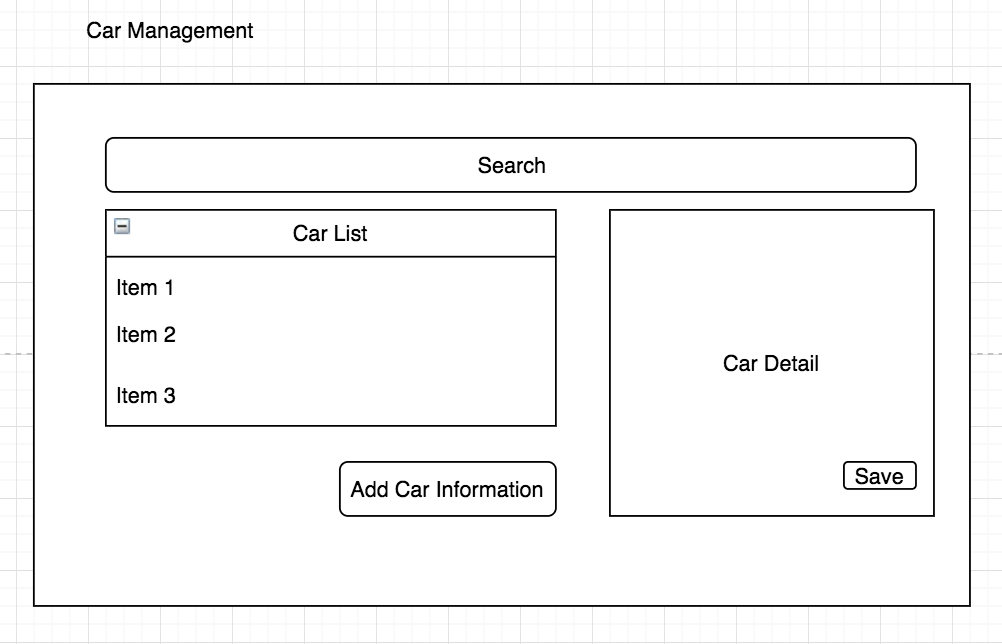 Car Management
Search
Car List
Item 1
Item 2
Item 3
Car Detail
Save
Add Car Information